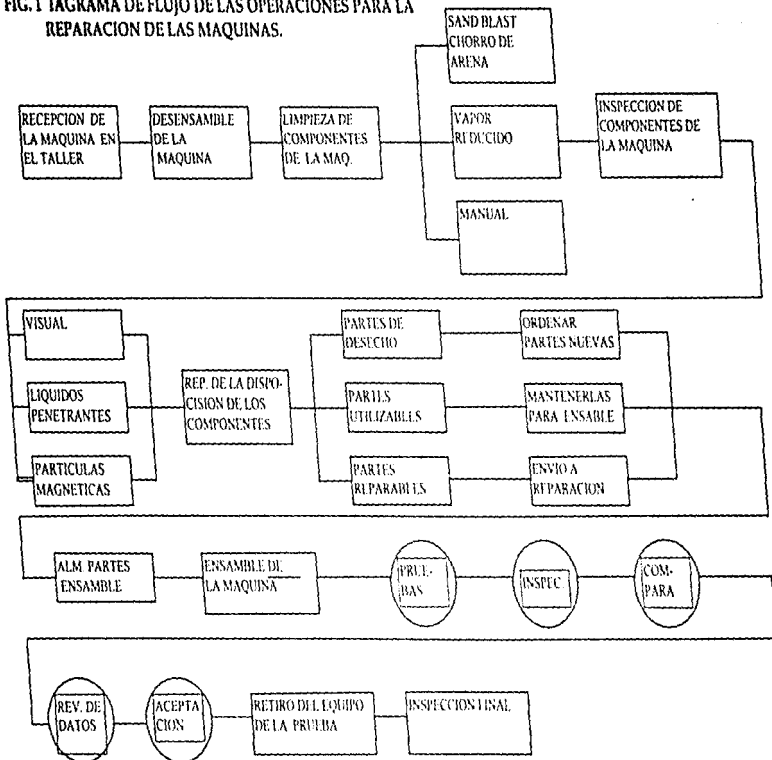 FIG. 1 IAGRAMA DE FLUJO DE LAS OPERACIONES PARA LA
REPARACION DE LAS MAQUINAS.
SAND BLAST
CHORRO DE
ARENA
RECEPCION DE
LA MAQUINA EN
EL TALLER
DESENSAMBLE
DE LA
MAQUINA
LIMPIEZA DE
COMPONENTES
DE LA MAQ.
VAPOR
REDUCIDO
INSPECCION DE
COMPONENTES DE
LA MAQUINA
MANUAL
VISUAL
LIQUIDOS
PENETRANTES
PARTICULAS
MAGNETICAS
REP. DE LA DISPO-
CISION DE LOS
COMPONENTES
PARTES DE
DESECHO
ORDENAR
PARTES NUEVAS
PARTES
UTILIZABLES
MANTENERLAS
PARA ENSABLE
PARTES
REPARABLES
ENVIO A
REPARACION
ALM PARTES
ENSAMBLE
ENSAMBLE DE
LA MAQUINA
PRUE-
BAS
INSPEC
COM-
PARA
REV. DE
DATOS
ACEPTA
CION
RETIRO DEL EQUIPO
DE LA PRUEBA
INSPECCION FINAL